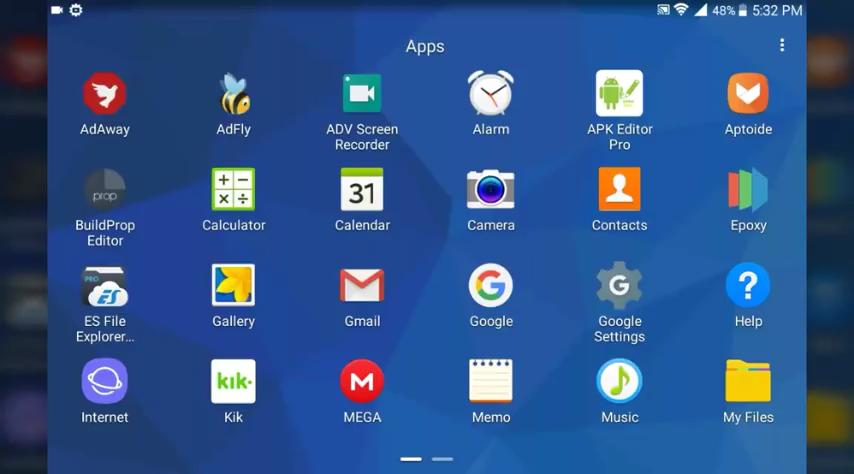 48% 5:32 PM
Apps
AdAway
AdFly
ADV Screen
Recorder
Alarm
APK Editor
Pro
Aptoide
prop
BuildProp
Editor
Calculator
31
Calendar
Camera
Contacts
Epoxy
PRO
ES
ES File
Explorer...
Gallery
M
Gmail
G
Google
G
Google
Settings
?
Help
Internet
kik·
Kik
M
MEGA
Memo
Music
My Files